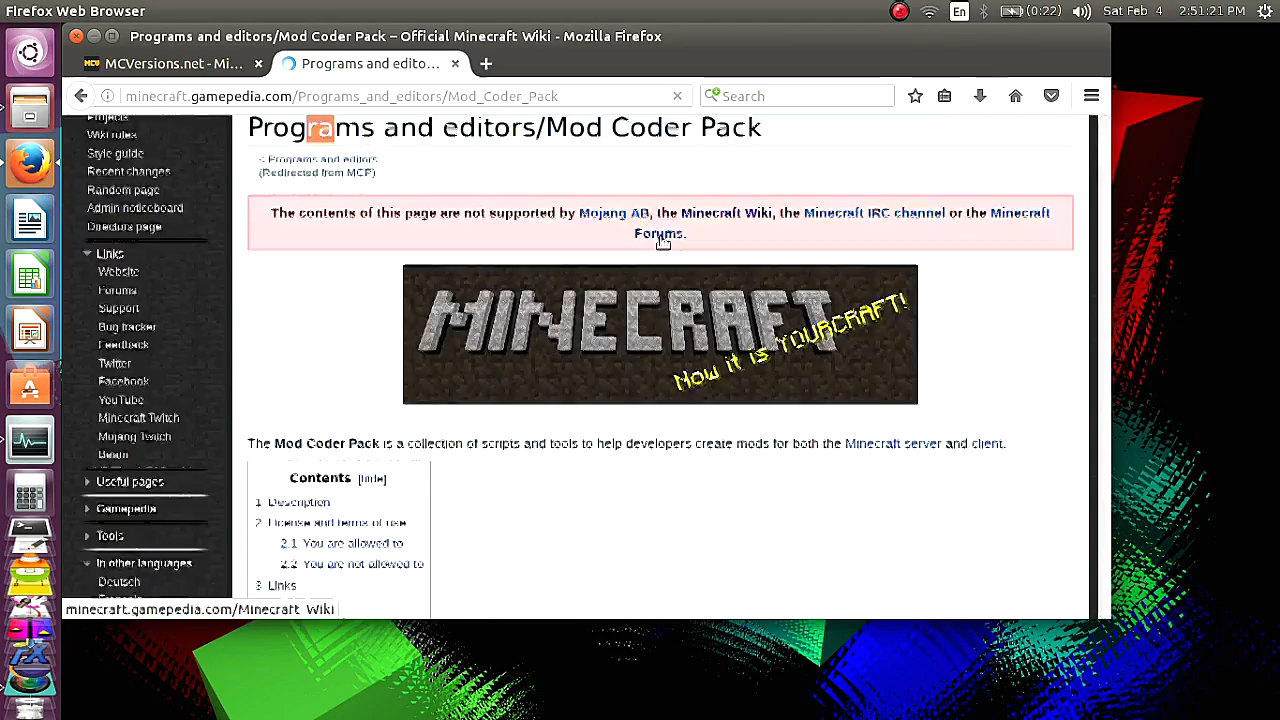 Firefox Web Browser
En
(0:22)
Sat Feb 4 2:51:21 PM
Programs and editors/Mod Coder Pack – Official Minecraft Wiki - Mozilla Firefox
MCV MCVersions.net - Mi...
Programs and edito...
minecraft.gamepedia.com/Programs_and_editors/Mod_Coder_Pack
Search
Projects
Wiki rules
Style guide
Recent changes
Random page
Admin noticeboard
Directors page
Links
Website
Forums
Support
Bug tracker
Feedback
Twitter
Facebook
YouTube
Minecraft Twitch
Mojang Twitch
Beam
Useful pages
Gamepedia
Tools
In other languages
Deutsch
Programs and editors/Mod Coder Pack
< Programs and editors
(Redirected from MCP)
The contents of this page are not supported by Mojang AB, the Minecraft Wiki, the Minecraft IRC channel or the Minecraft
Forums.
MINECRAFT
Now it is YOURCRAFT!
The Mod Coder Pack is a collection of scripts and tools to help developers create mods for both the Minecraft server and client.
Contents [hide]
1 Description
2 License and terms of use
2.1 You are allowed to
2.2 You are not allowed to
3 Links
minecraft.gamepedia.com/Minecraft_Wiki